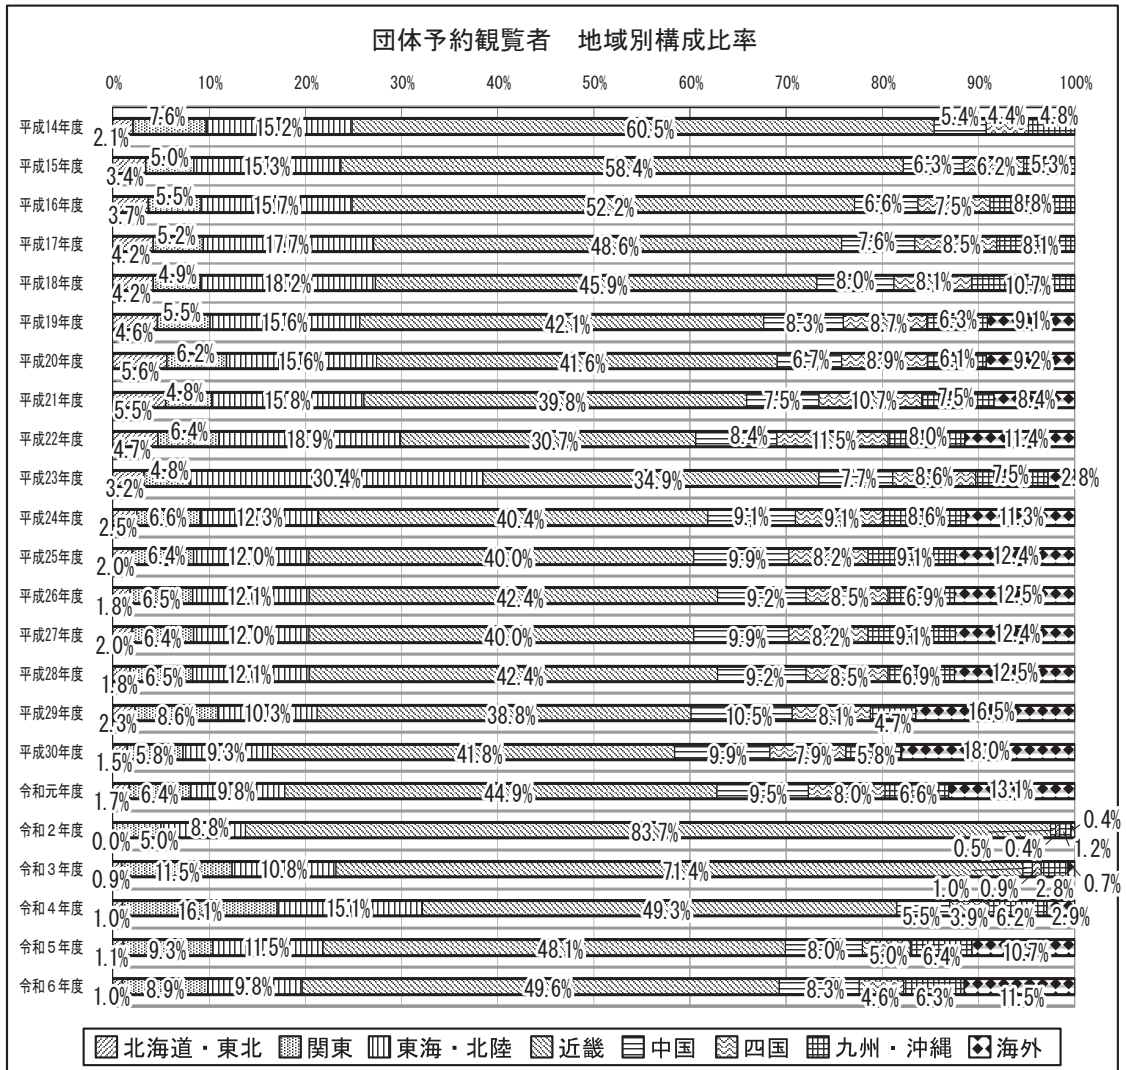 団体予約観覧者　地域別構成比率
0% 10% 20% 30% 40% 50% 60% 70% 80% 90% 100%
平成14年度 2.1% 7.6% 15.2% 60.5% 5.4% 4.4% 4.8%
平成15年度 3.4% 5.0% 15.3% 58.4% 6.3% 6.2% 5.3%
平成16年度 3.7% 5.5% 15.7% 52.2% 6.6% 7.5% 8.8%
平成17年度 4.2% 5.2% 17.7% 48.6% 7.6% 8.5% 8.1%
平成18年度 4.2% 4.9% 18.2% 45.9% 8.0% 8.1% 10.7%
平成19年度 4.6% 5.5% 15.6% 42.1% 8.3% 8.7% 6.3% 9.1%
平成20年度 5.6% 6.2% 15.6% 41.6% 6.7% 8.9% 6.1% 9.2%
平成21年度 5.5% 4.8% 15.8% 39.8% 7.5% 10.7% 7.5% 8.4%
平成22年度 4.7% 6.4% 18.9% 30.7% 8.4% 11.5% 8.0% 11.4%
平成23年度 3.2% 4.8% 30.4% 34.9% 7.7% 8.6% 7.5% 2.8%
平成24年度 2.5% 6.6% 12.3% 40.4% 9.1% 9.1% 8.6% 11.3%
平成25年度 2.0% 6.4% 12.0% 40.0% 9.9% 8.2% 9.1% 12.4%
平成26年度 1.8% 6.5% 12.1% 42.4% 9.2% 8.5% 6.9% 12.5%
平成27年度 2.0% 6.4% 12.0% 40.0% 9.9% 8.2% 9.1% 12.4%
平成28年度 1.8% 6.5% 12.1% 42.4% 9.2% 8.5% 6.9% 12.5%
平成29年度 2.3% 8.6% 10.3% 38.8% 10.5% 8.1% 4.7% 16.5%
平成30年度 1.5% 5.8% 9.3% 41.8% 9.9% 7.9% 5.8% 18.0%
令和元年度 1.7% 6.4% 9.8% 44.9% 9.5% 8.0% 6.6% 13.1%
令和２年度 0.0% 5.0% 8.8% 83.7% 0.5% 0.4% 1.2% 0.4%
令和３年度 0.9% 11.5% 10.8% 71.4% 1.0% 0.9% 2.8% 0.7%
令和４年度 1.0% 16.1% 15.1% 49.3% 5.5% 3.9% 6.2% 2.9%
令和５年度 1.1% 9.3% 11.5% 48.1% 8.0% 5.0% 6.4% 10.7%
令和６年度 1.0% 8.9% 9.8% 49.6% 8.3% 4.6% 6.3% 11.5%
北海道・東北 関東 東海・北陸 近畿 中国 四国 九州・沖縄 海外